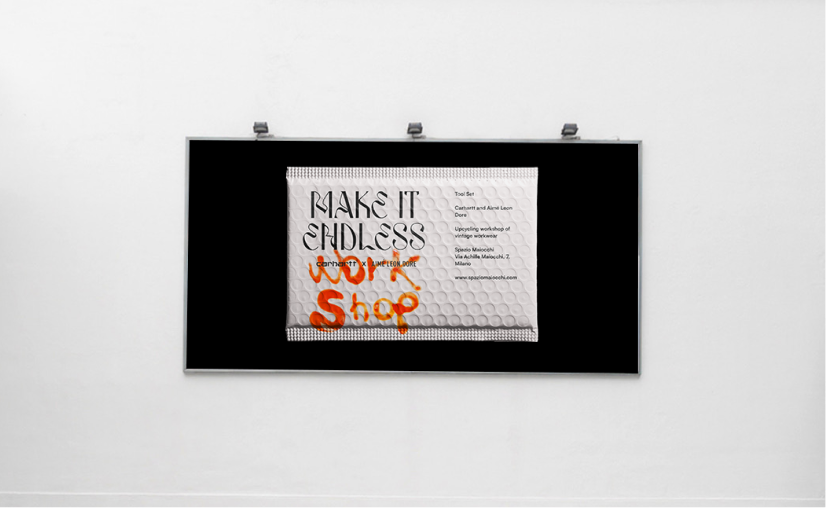 MAKE IT
ENDLESS
carhartt x AIMÉ LEON DORE
Work
Shop
Tool Set
Carhartt and Aimé Leon
Dore
Upcycling workshop of
vintage workwear
Spazio Maiocchi
Via Achille Maiocchi, 7,
Milano
www.spaziomaiocchi.com